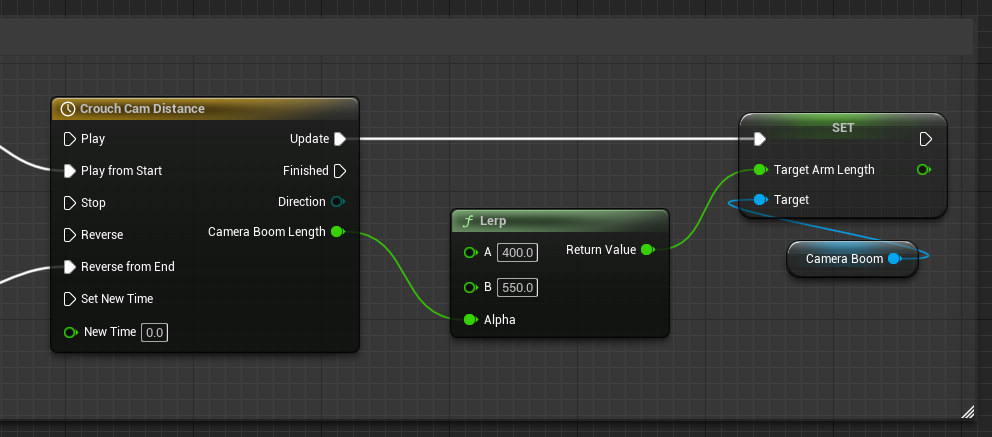 Crouch Cam Distance
Play
Update
Play from Start
Finished
Stop
Direction
Reverse
Camera Boom Length
Reverse from End
Set New Time
New Time 0.0
f Lerp
A 400.0
Return Value
B 550.0
Alpha
SET
Target Arm Length
Target
Camera Boom